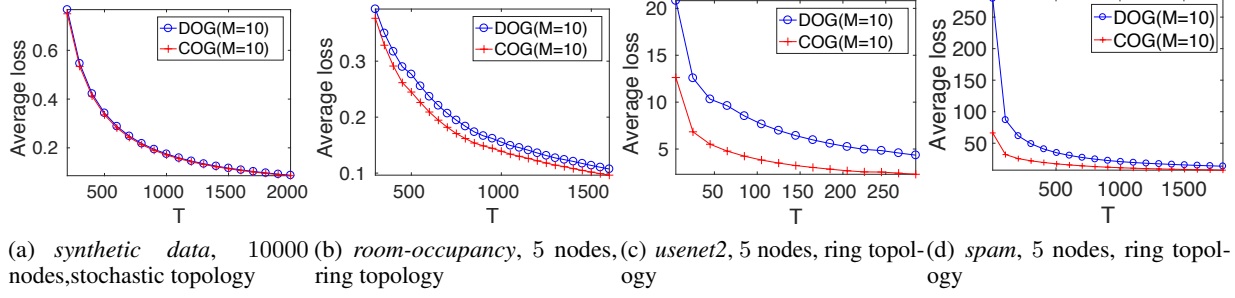 DOG(M=10)
COG(M=10)
Average loss
0.6
0.4
0.2
500 1000 1500 2000
T
DOG(M=10)
COG(M=10)
Average loss
0.3
0.2
0.1
500 1000 1500
T
DOG(M=10)
COG(M=10)
Average loss
20
15
10
5
50 100 150 200 250
T
DOG(M=10)
COG(M=10)
Average loss
250
200
150
100
50
500 1000 1500
T
(a) synthetic data, 10000
nodes,stochastic topology
(b) room-occupancy, 5 nodes,
ring topology
(c) usenet2, 5 nodes, ring topol-
ogy
(d) spam, 5 nodes, ring topol-
ogy